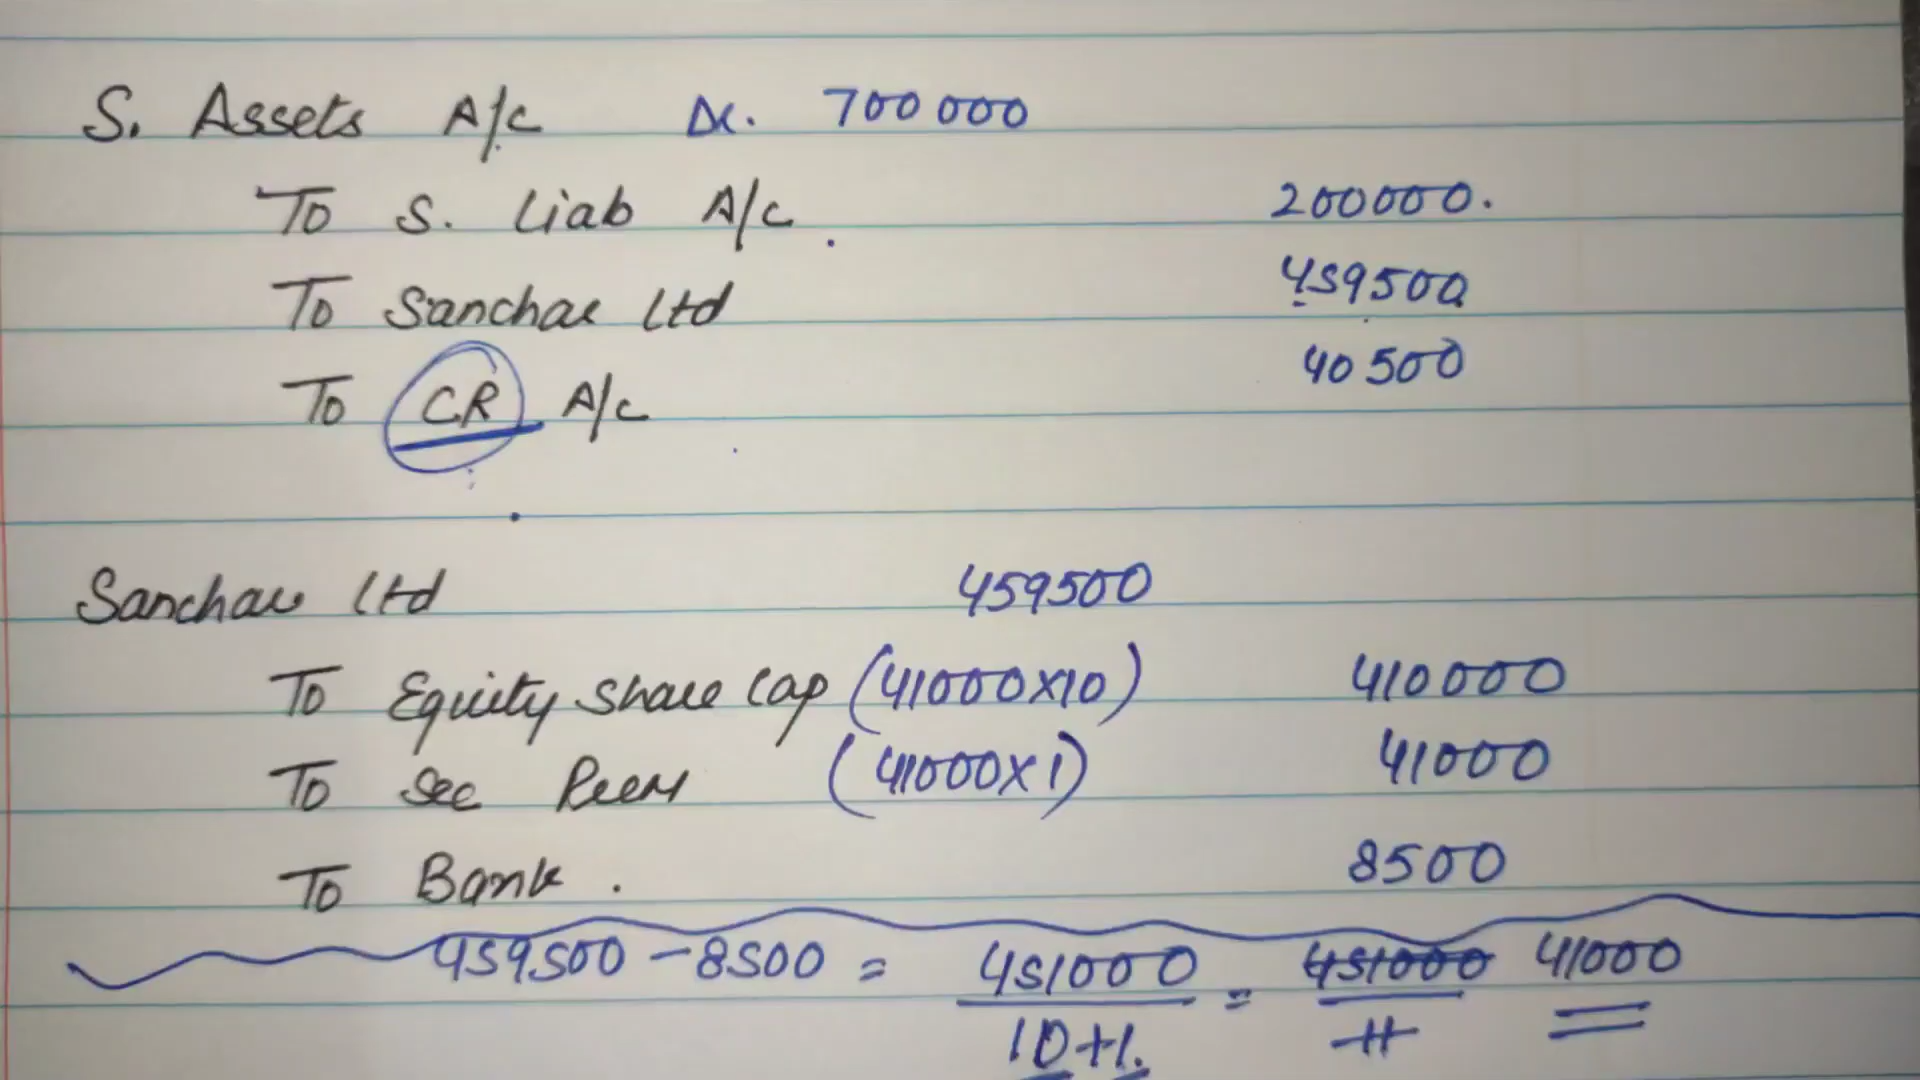 S. Assets A/c Dr. 700000
To S. Liab A/c. 200000.
To Sanchar Ltd 459500
To CR A/c 40500
Sanchar Ltd 459500
To Equity Share Cap (41000x10) 410000
To Sec Prem (41000x1) 41000
To Bank. 8500
459500 - 8500 = 451000 / 10+1. = 451000 / 11 41000